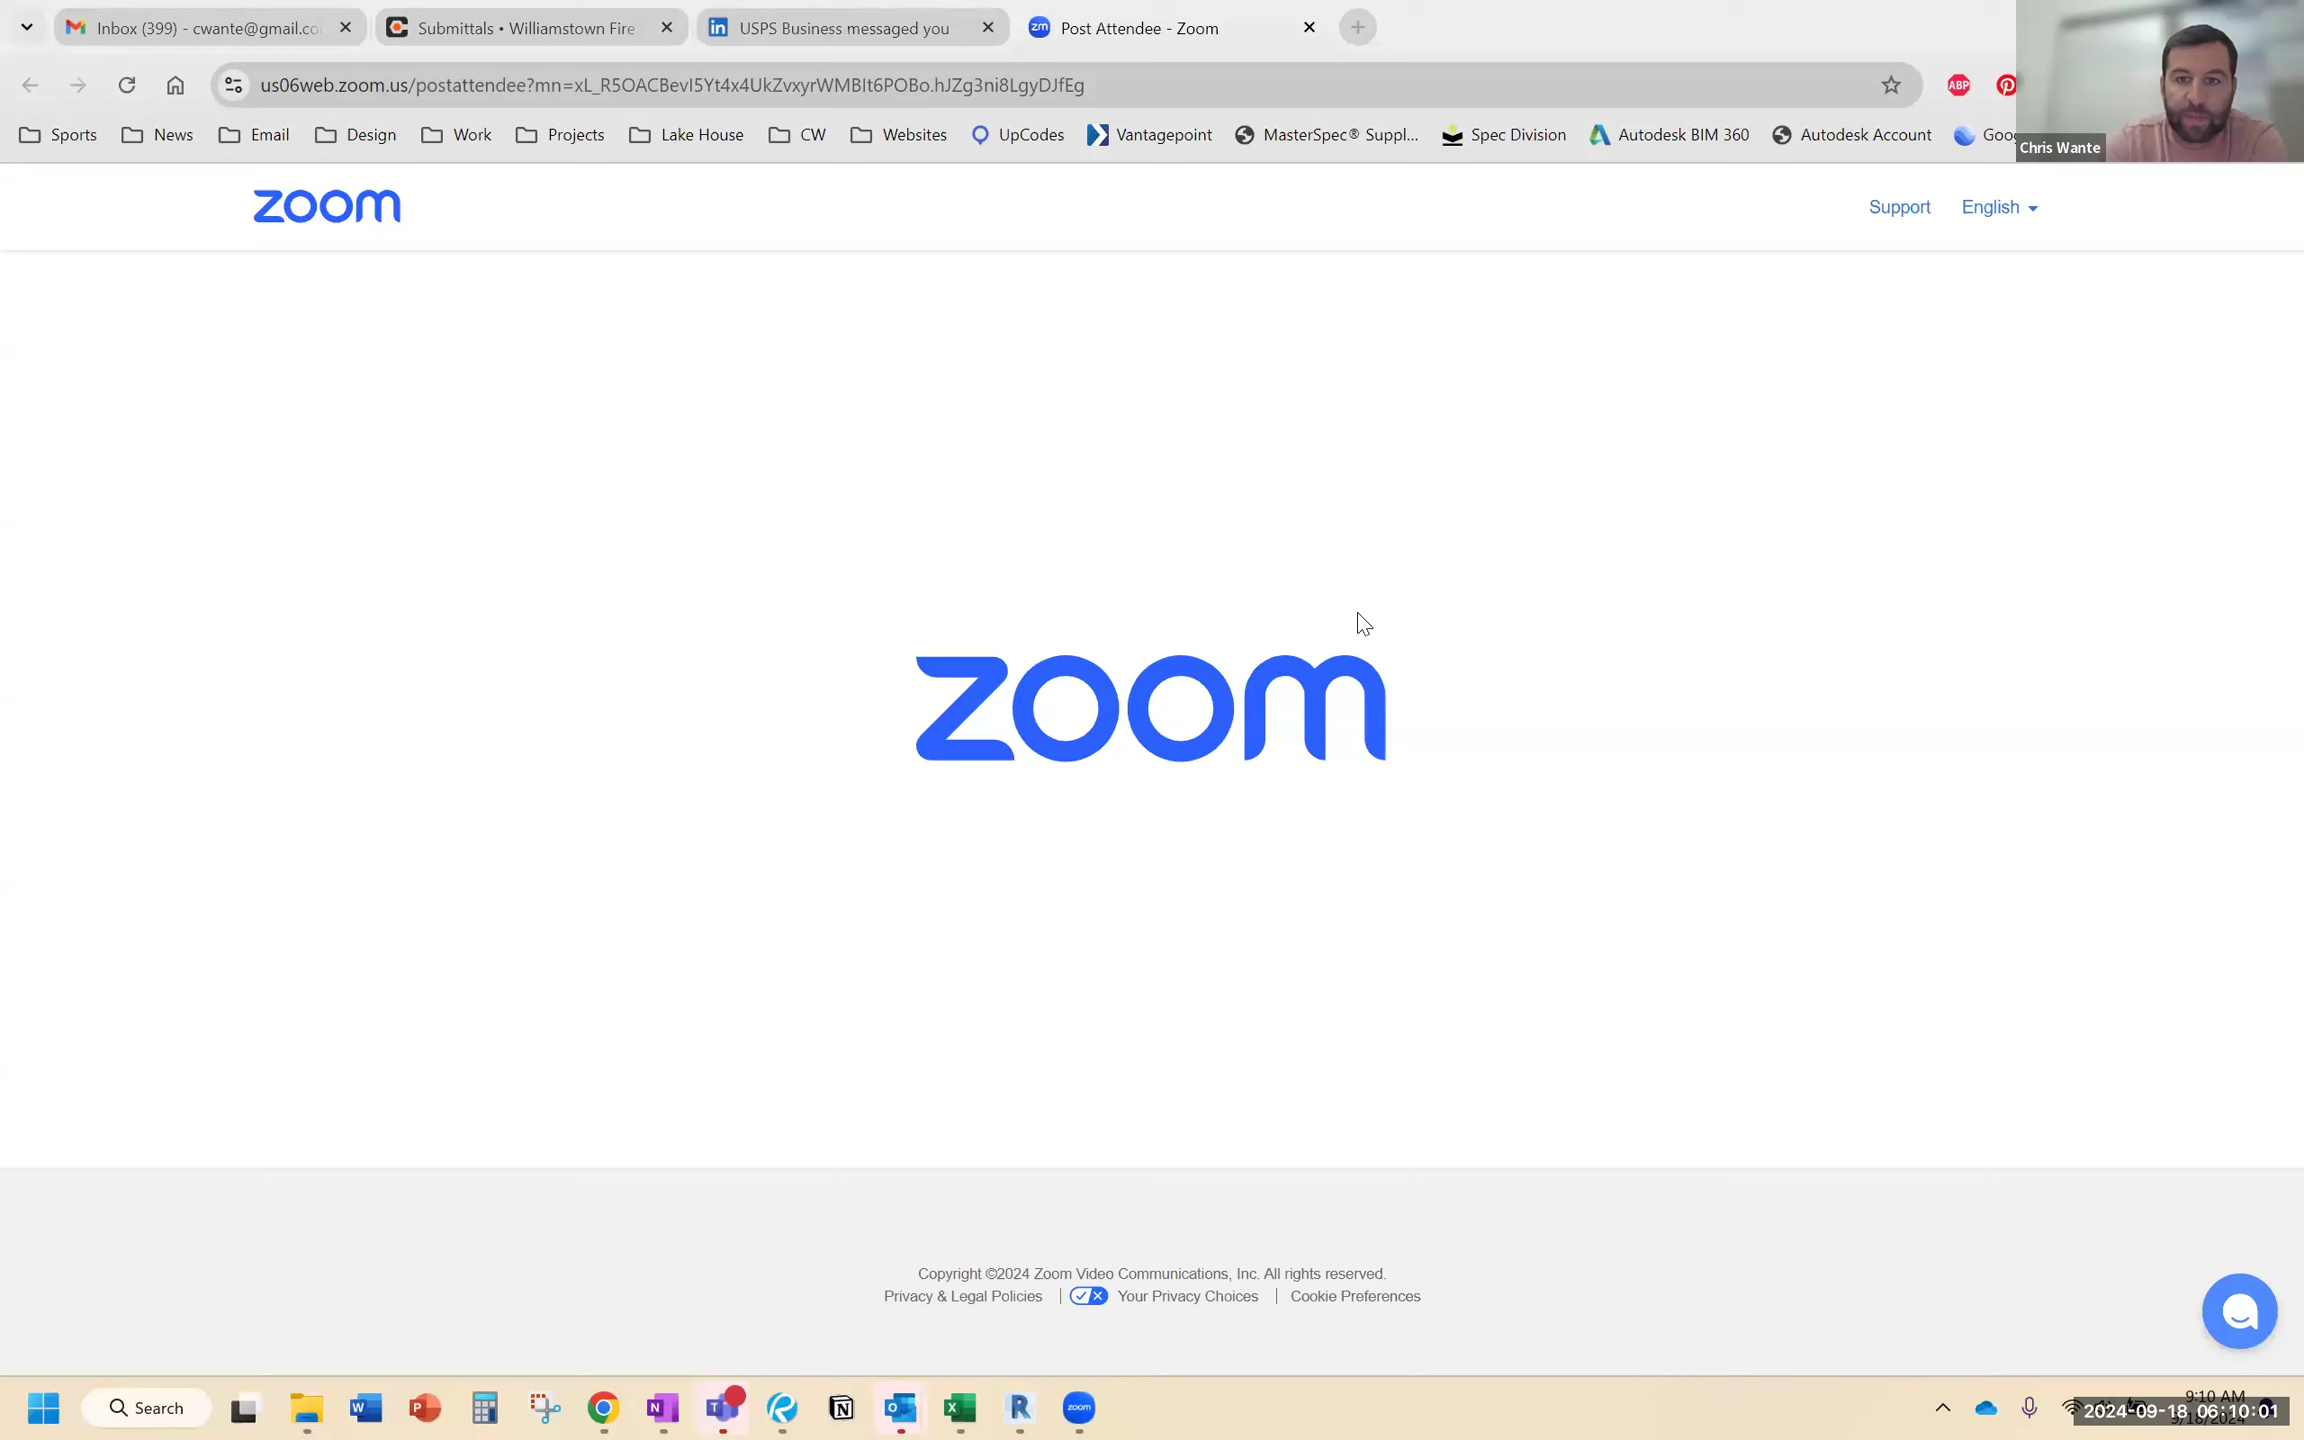 Inbox (399) - cwante@gmail.co
Submittals • Williamstown Fire
USPS Business messaged you
Post Attendee - Zoom
us06web.zoom.us/postattendee?mn=xL_R5OACBevI5Yt4x4UkZvxyrWMBIt6POBo.hJZg3ni8LgyDJfEg
ABP
Sports
News
Email
Design
Work
Projects
Lake House
CW
Websites
UpCodes
Vantagepoint
MasterSpec® Suppl...
Spec Division
Autodesk BIM 360
Autodesk Account
Goo
Chris Wante
zoom
Support
English
zoom
Copyright ©2024 Zoom Video Communications, Inc. All rights reserved.
Privacy & Legal Policies
Your Privacy Choices
Cookie Preferences
Search
zoom
9:10 AM
2024-09-18 06:10:01